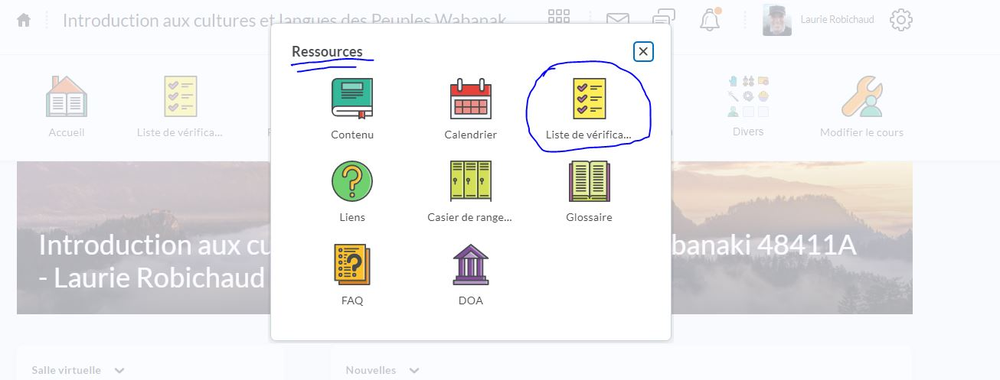 Introduction aux cultures et langues des Peuples Wabanak
Laurie Robichaud
Ressources
Accueil
Liste de vérifica...
Divers
Modifier le cours
Contenu
Calendrier
Liste de vérifica...
Liens
Casier de range...
Glossaire
FAQ
DOA
Introduction aux cu
banaki 48411A
- Laurie Robichaud
Salle virtuelle
Nouvelles